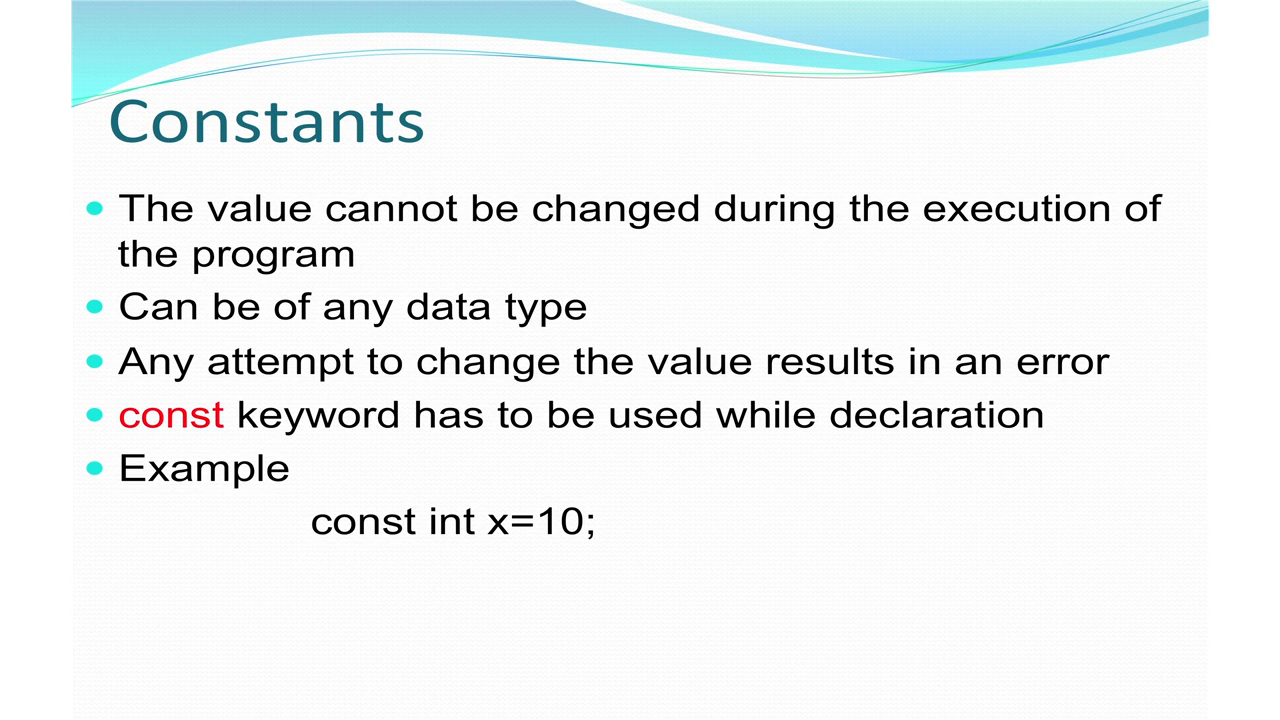 Constants
• The value cannot be changed during the execution of
the program
• Can be of any data type
• Any attempt to change the value results in an error
• const keyword has to be used while declaration
• Example
const int x=10;